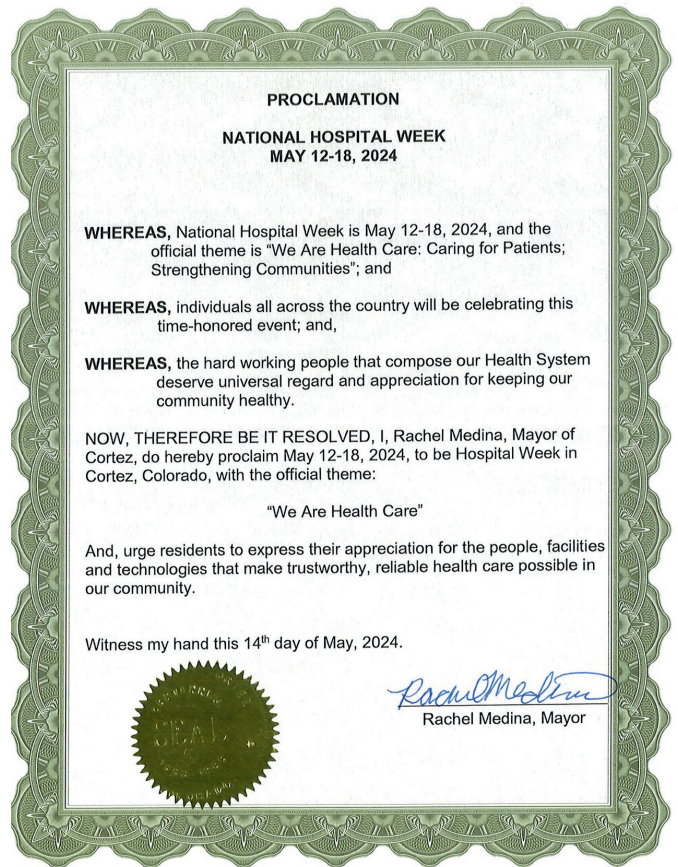 PROCLAMATION
NATIONAL HOSPITAL WEEK
MAY 12-18, 2024
WHEREAS, National Hospital Week is May 12-18, 2024, and the
official theme is “We Are Health Care: Caring for Patients;
Strengthening Communities”; and
WHEREAS, individuals all across the country will be celebrating this
time-honored event; and,
WHEREAS, the hard working people that compose our Health System
deserve universal regard and appreciation for keeping our
community healthy.
NOW, THEREFORE BE IT RESOLVED, I, Rachel Medina, Mayor of
Cortez, do hereby proclaim May 12-18, 2024, to be Hospital Week in
Cortez, Colorado, with the official theme:
“We Are Health Care”
And, urge residents to express their appreciation for the people, facilities
and technologies that make trustworthy, reliable health care possible in
our community.
Witness my hand this 14th day of May, 2024.
Rachel Medina
Rachel Medina, Mayor
SEAL